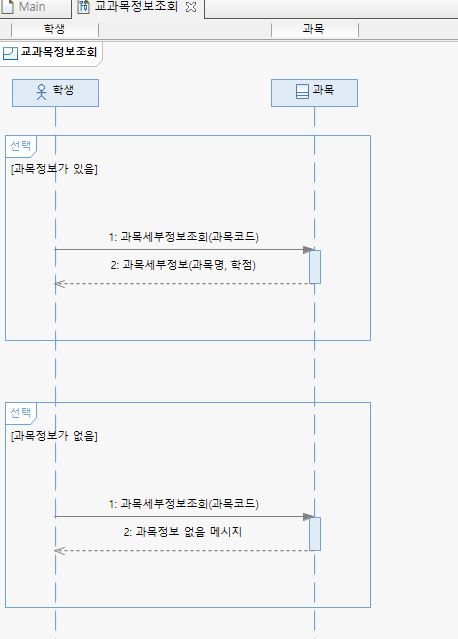 Main
교과목정보조회
학생
과목
교과목정보조회
학생
과목
선택
[과목정보가 있음]
1: 과목세부정보조회(과목코드)
2: 과목세부정보(과목명, 학점)
선택
[과목정보가 없음]
1: 과목세부정보조회(과목코드)
2: 과목정보 없음 메시지